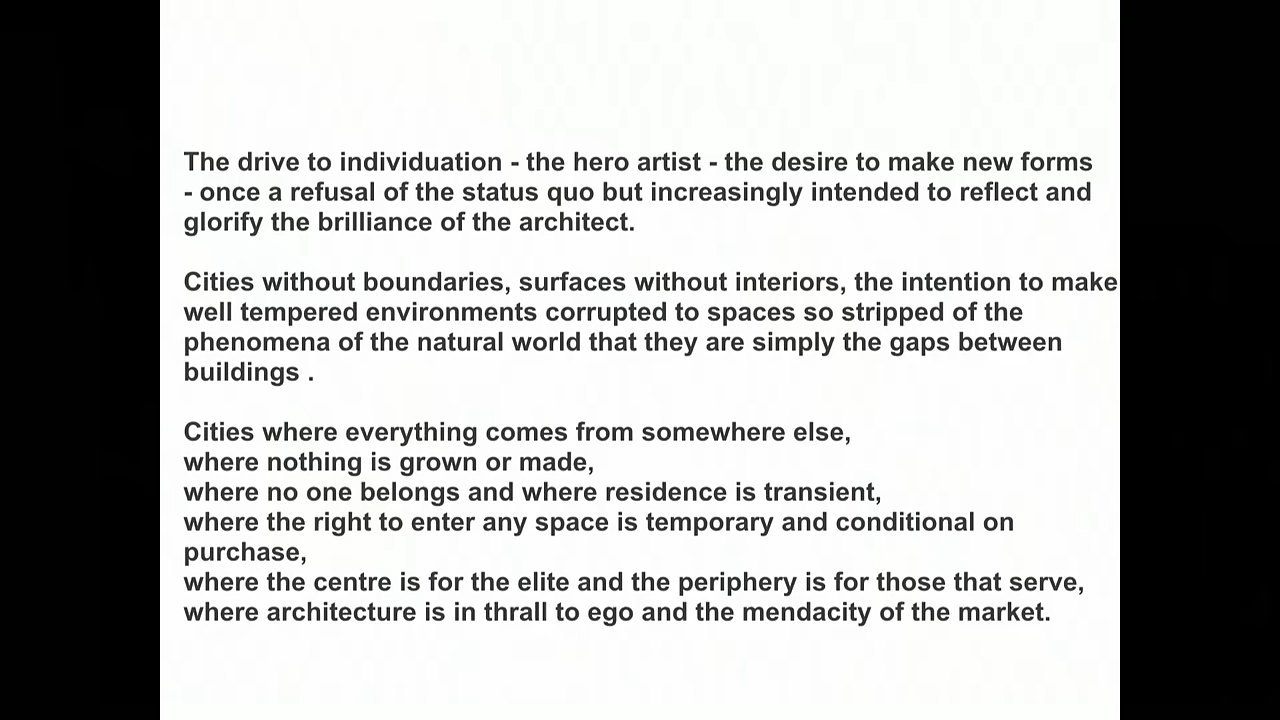 The drive to individuation - the hero artist - the desire to make new forms
- once a refusal of the status quo but increasingly intended to reflect and
glorify the brilliance of the architect.
Cities without boundaries, surfaces without interiors, the intention to make
well tempered environments corrupted to spaces so stripped of the
phenomena of the natural world that they are simply the gaps between
buildings .
Cities where everything comes from somewhere else,
where nothing is grown or made,
where no one belongs and where residence is transient,
where the right to enter any space is temporary and conditional on
purchase,
where the centre is for the elite and the periphery is for those that serve,
where architecture is in thrall to ego and the mendacity of the market.